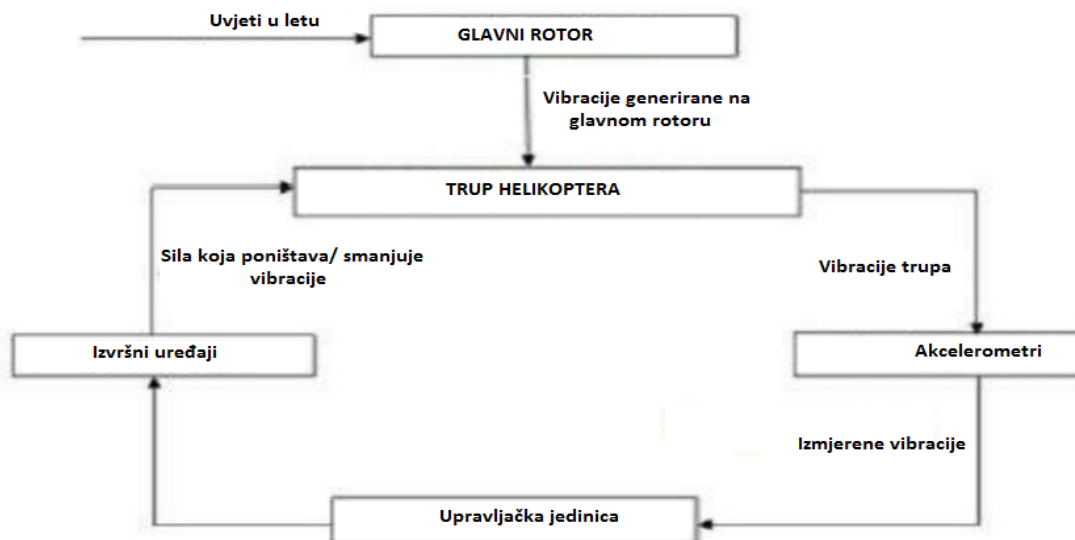 Uvjeti u letu
GLAVNI ROTOR
Vibracije generirane na
glavnom rotoru
TRUP HELIKOPTERA
Sila koja poništava/ smanjuje
vibracije
Vibracije trupa
Izvršni uređaji
Akcelerometri
Izmjerene vibracije
Upravljačka jedinica